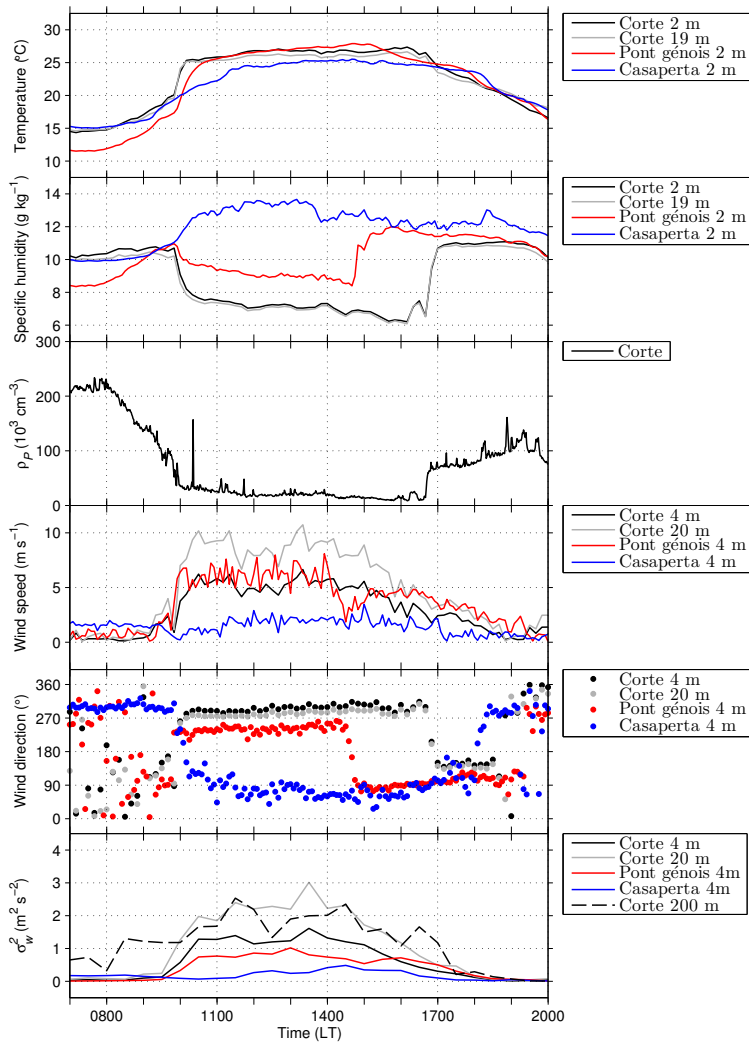 Temperature (ºC)
30
25
20
15
10
Corte 2 m
Corte 19 m
Pont génois 2 m
Casaperta 2 m
Specific humidity (g kg⁻¹)
14
12
10
8
6
Corte 2 m
Corte 19 m
Pont génois 2 m
Casaperta 2 m
ρP (10³ cm⁻³)
300
200
100
0
Corte
Wind speed (m s⁻¹)
10
5
0
Corte 4 m
Corte 20 m
Pont génois 4 m
Casaperta 4 m
Wind direction (°)
360
270
180
90
0
Corte 4 m
Corte 20 m
Pont génois 4 m
Casaperta 4 m
σ²w (m² s⁻²)
4
3
2
1
0
Corte 4 m
Corte 20 m
Pont génois 4m
Casaperta 4m
Corte 200 m
0800 1100 1400 1700 2000
Time (LT)